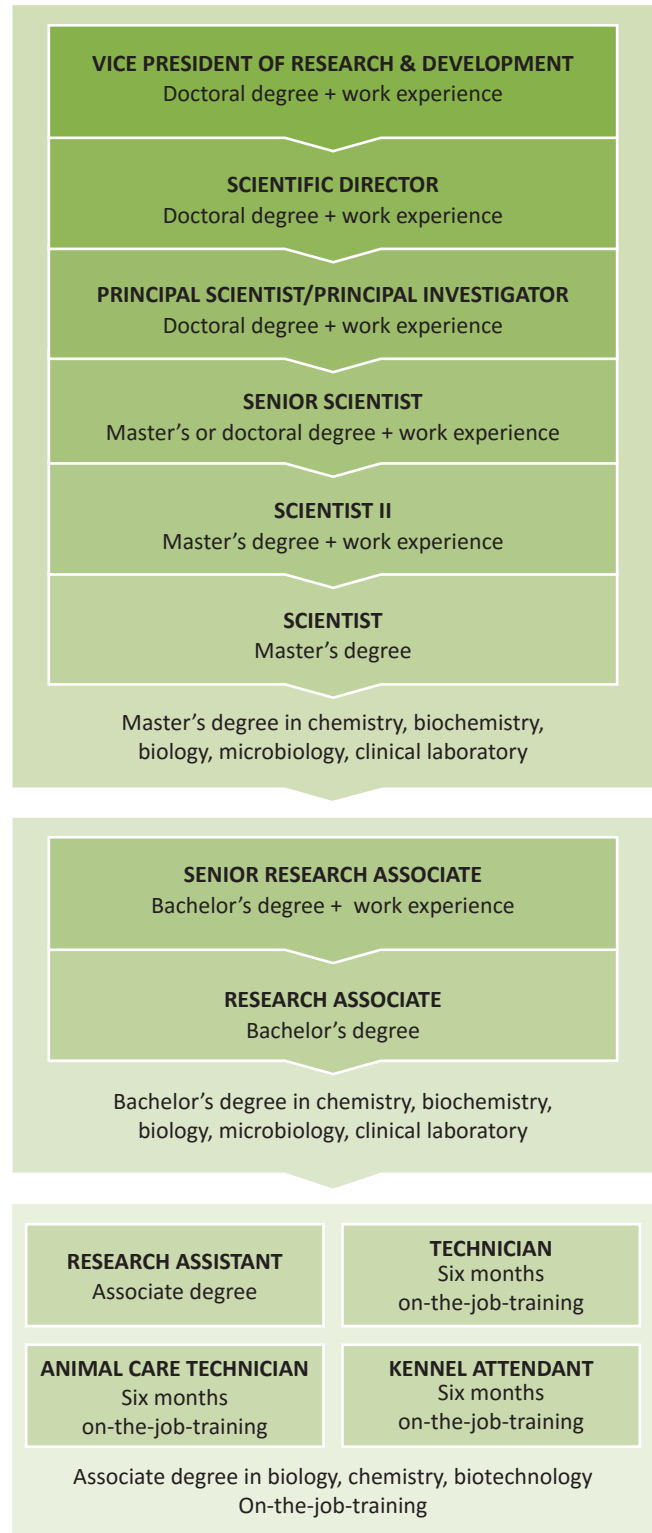 VICE PRESIDENT OF RESEARCH & DEVELOPMENT
Doctoral degree + work experience
SCIENTIFIC DIRECTOR
Doctoral degree + work experience
PRINCIPAL SCIENTIST/PRINCIPAL INVESTIGATOR
Doctoral degree + work experience
SENIOR SCIENTIST
Master’s or doctoral degree + work experience
SCIENTIST II
Master’s degree + work experience
SCIENTIST
Master’s degree
Master’s degree in chemistry, biochemistry,
biology, microbiology, clinical laboratory
SENIOR RESEARCH ASSOCIATE
Bachelor’s degree + work experience
RESEARCH ASSOCIATE
Bachelor’s degree
Bachelor’s degree in chemistry, biochemistry,
biology, microbiology, clinical laboratory
RESEARCH ASSISTANT
Associate degree
TECHNICIAN
Six months
on-the-job-training
ANIMAL CARE TECHNICIAN
Six months
on-the-job-training
KENNEL ATTENDANT
Six months
on-the-job-training
Associate degree in biology, chemistry, biotechnology
On-the-job-training